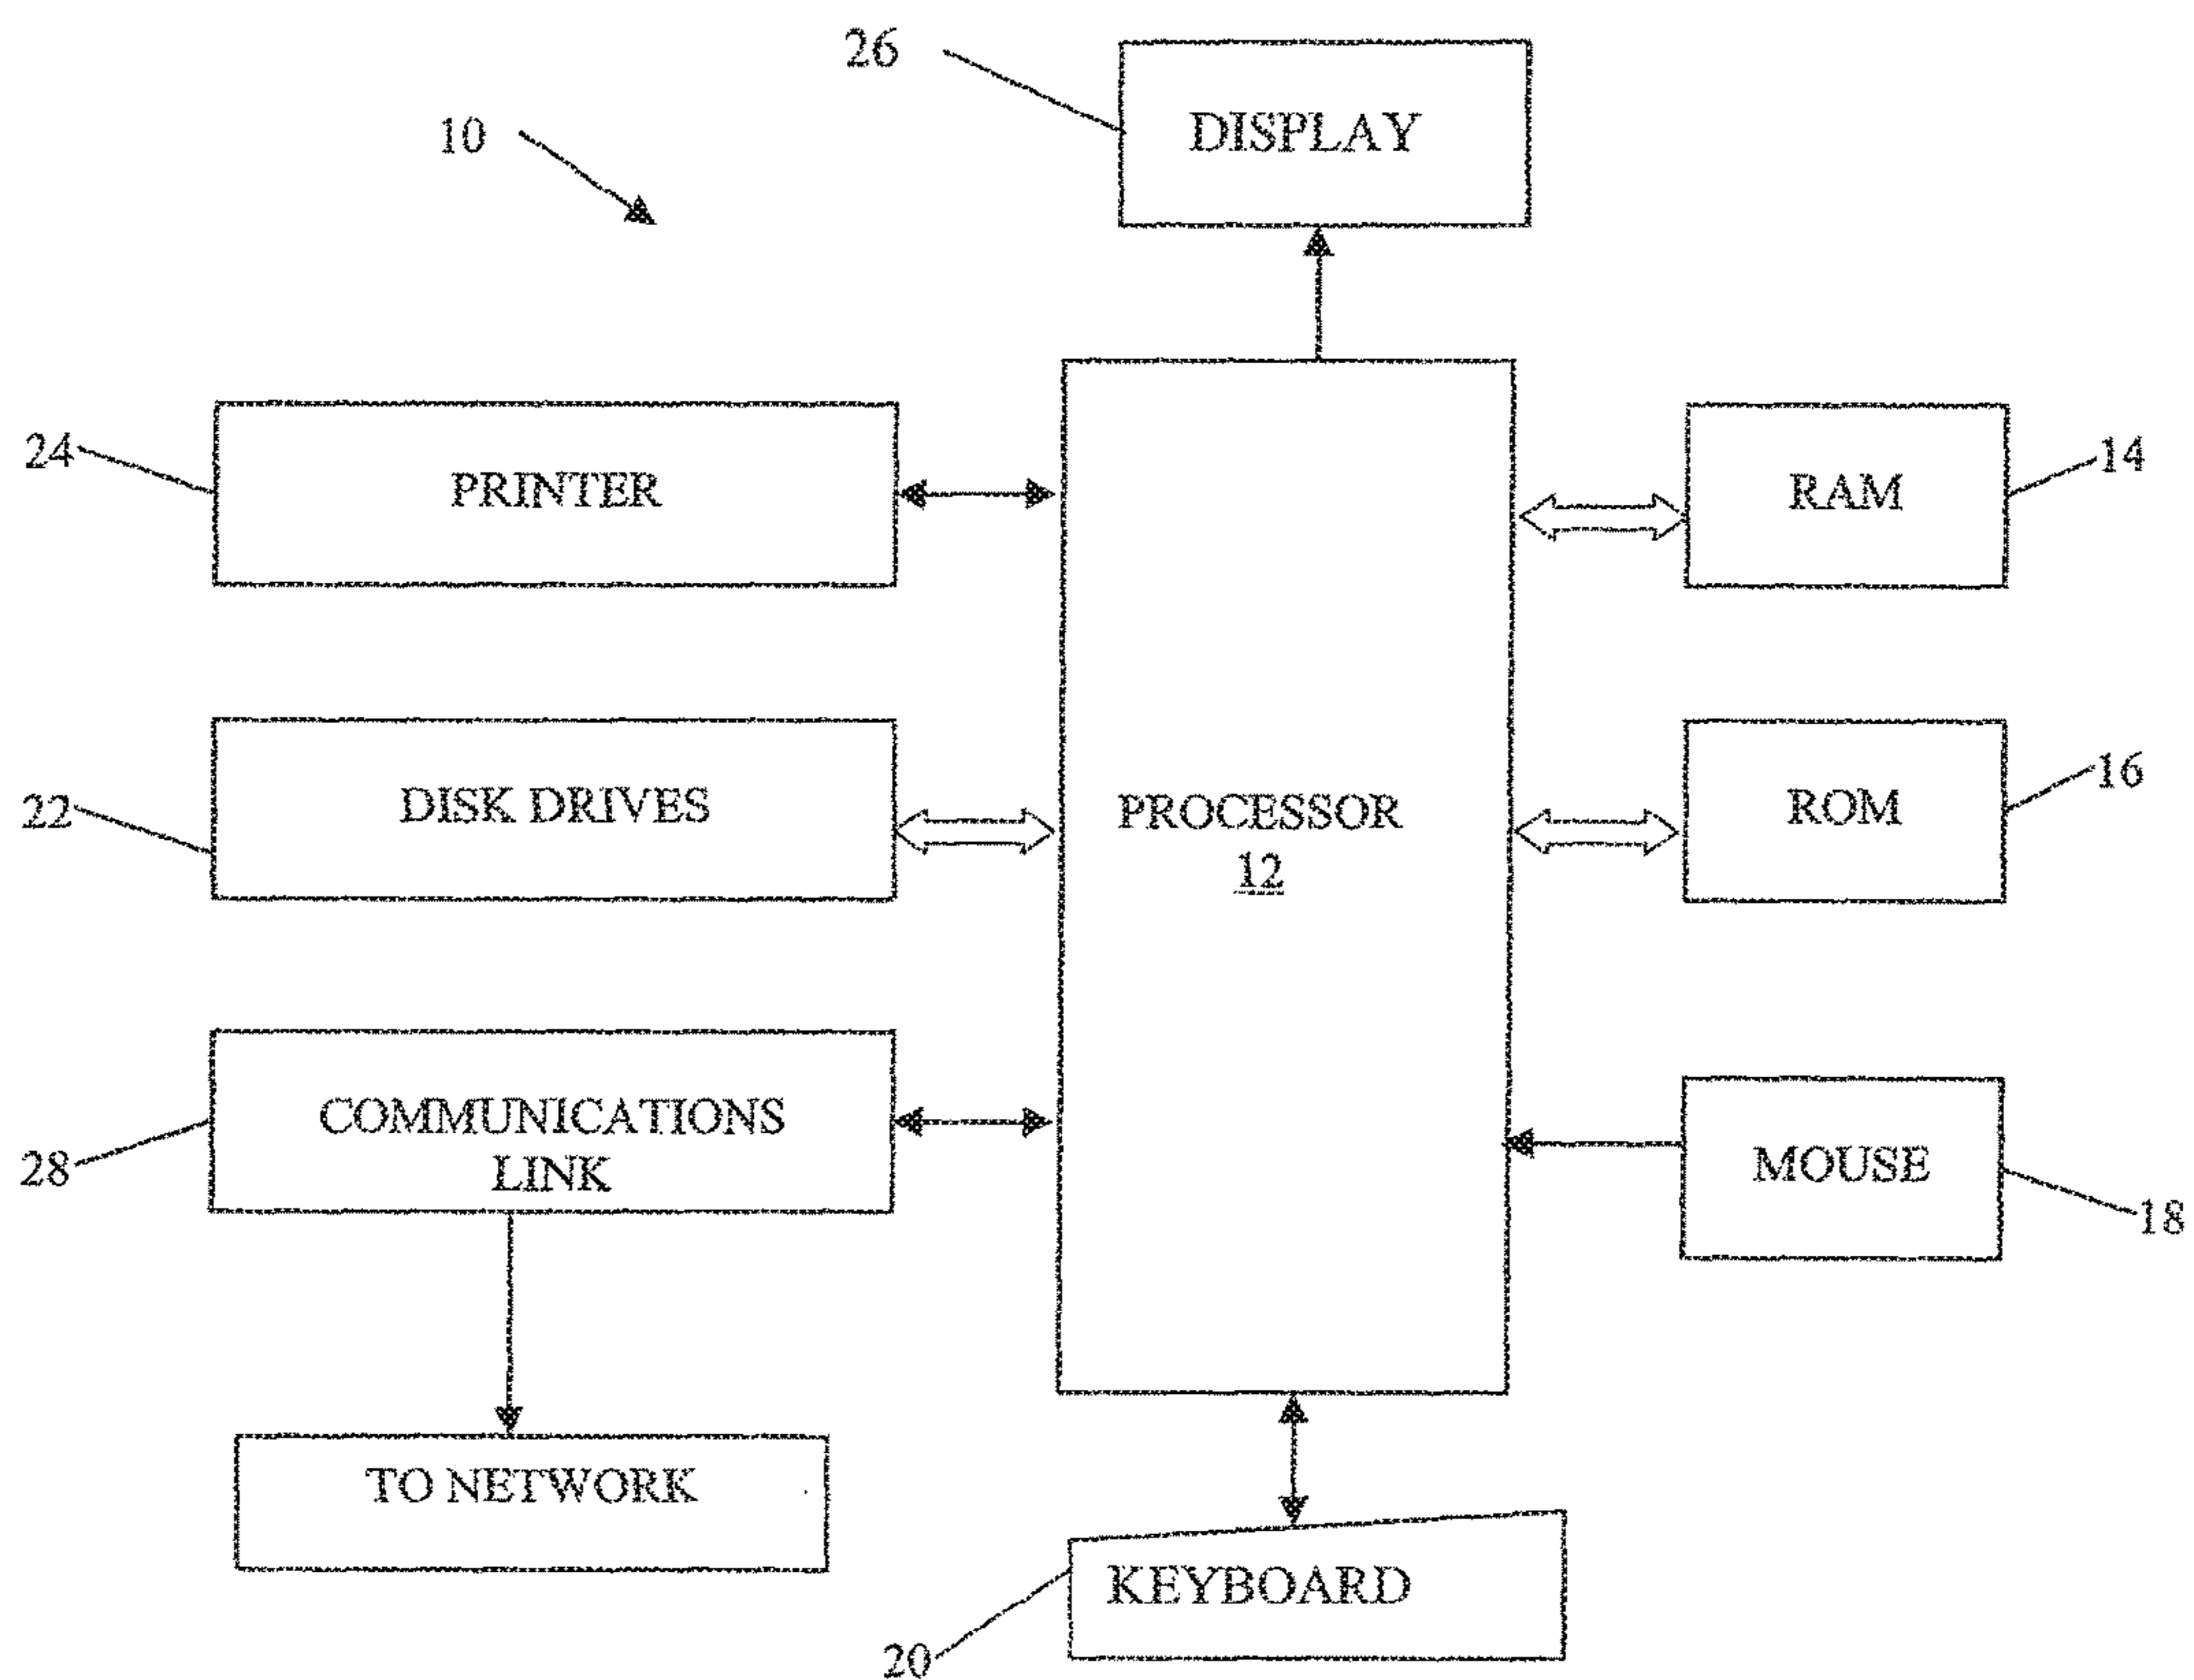 26
DISPLAY
10
24
PRINTER
RAM
14
22
DISK DRIVES
PROCESSOR
12
ROM
16
28
COMMUNICATIONS
LINK
MOUSE
18
TO NETWORK
KEYBOARD
20